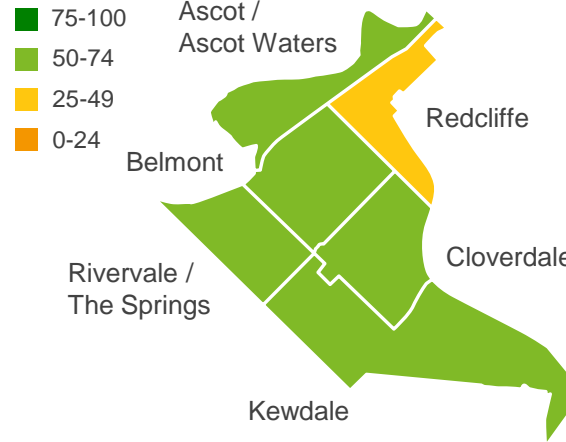 75-100
50-74
25-49
0-24
Ascot /
Ascot Waters
Redcliffe
Belmont
Cloverdale
Rivervale /
The Springs
Kewdale